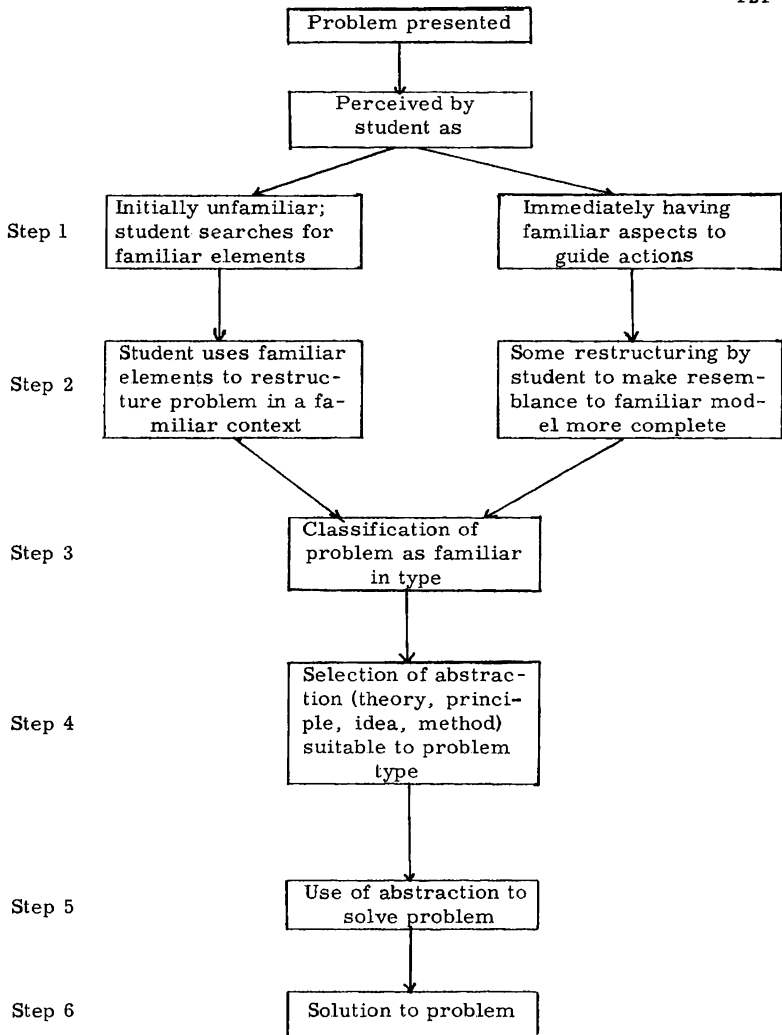 Problem presented
Perceived by
student as
Step 1
Initially unfamiliar;
student searches for
familiar elements
Immediately having
familiar aspects to
guide actions
Step 2
Student uses familiar
elements to restruc-
ture problem in a fa-
miliar context
Some restructuring by
student to make resem-
blance to familiar mod-
el more complete
Step 3
Classification of
problem as familiar
in type
Step 4
Selection of abstrac-
tion (theory, princi-
ple, idea, method)
suitable to problem
type
Step 5
Use of abstraction to
solve problem
Step 6
Solution to problem